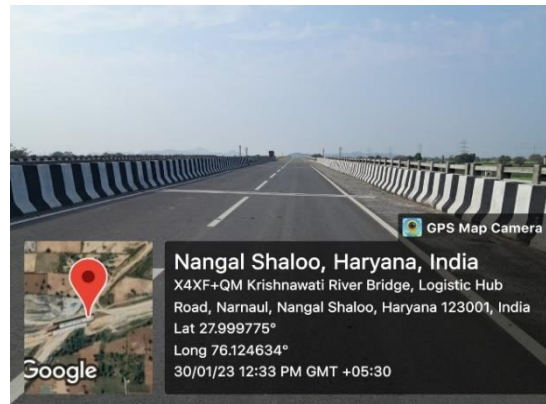 GPS Map Camera
Nangal Shaloo, Haryana, India
X4XF+QM Krishnawati River Bridge, Logistic Hub
Road, Narnaul, Nangal Shaloo, Haryana 123001, India
Lat 27.999775°
Long 76.124634°
30/01/23 12:33 PM GMT +05:30
Google